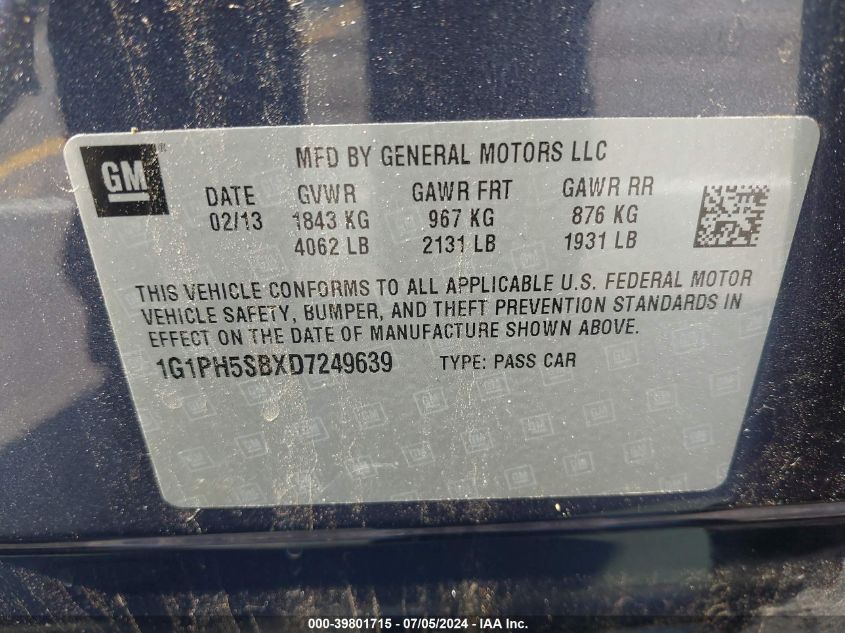 GM®
MFD BY GENERAL MOTORS LLC
DATE GVWR GAWR FRT GAWR RR
02/13 1843 KG 967 KG 876 KG
4062 LB 2131 LB 1931 LB
THIS VEHICLE CONFORMS TO ALL APPLICABLE U.S. FEDERAL MOTOR
VEHICLE SAFETY, BUMPER, AND THEFT PREVENTION STANDARDS IN
EFFECT ON THE DATE OF MANUFACTURE SHOWN ABOVE.
1G1PH5SBXD7249639 TYPE: PASS CAR
000-39801715 - 07/05/2024 - IAA Inc.